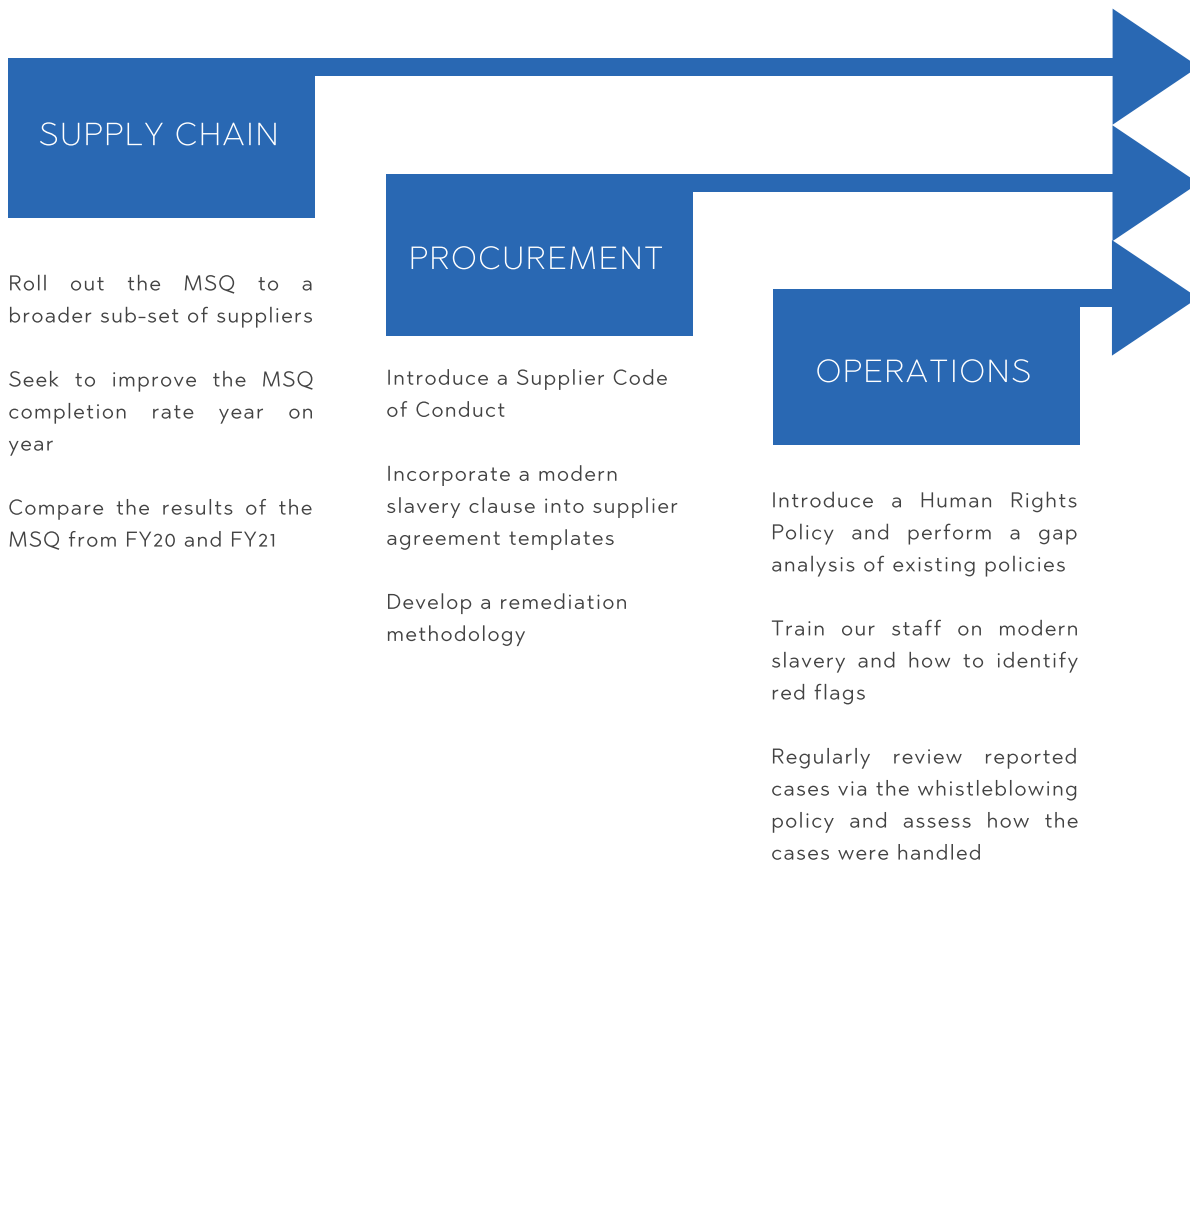 SUPPLY CHAIN
Roll out the MSQ to a
broader sub-set of suppliers
Seek to improve the MSQ
completion rate year on
year
Compare the results of the
MSQ from FY20 and FY21
PROCUREMENT
Introduce a Supplier Code
of Conduct
Incorporate a modern
slavery clause into supplier
agreement templates
Develop a remediation
methodology
OPERATIONS
Introduce a Human Rights
Policy and perform a gap
analysis of existing policies
Train our staff on modern
slavery and how to identify
red flags
Regularly review reported
cases via the whistleblowing
policy and assess how the
cases were handled